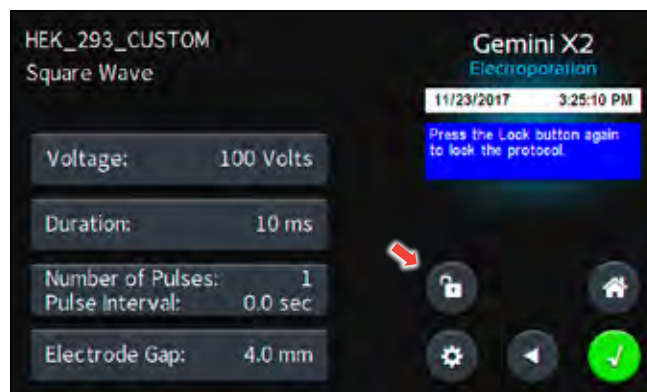 HEK_293_CUSTOM
Square Wave
Voltage: 100 Volts
Duration: 10 ms
Number of Pulses: 1
Pulse Interval: 0.0 sec
Electrode Gap: 4.0 mm
Gemini X2
Electroporation
11/23/2017 3:25:10 PM
Press the Lock button again
to lock the protocol.